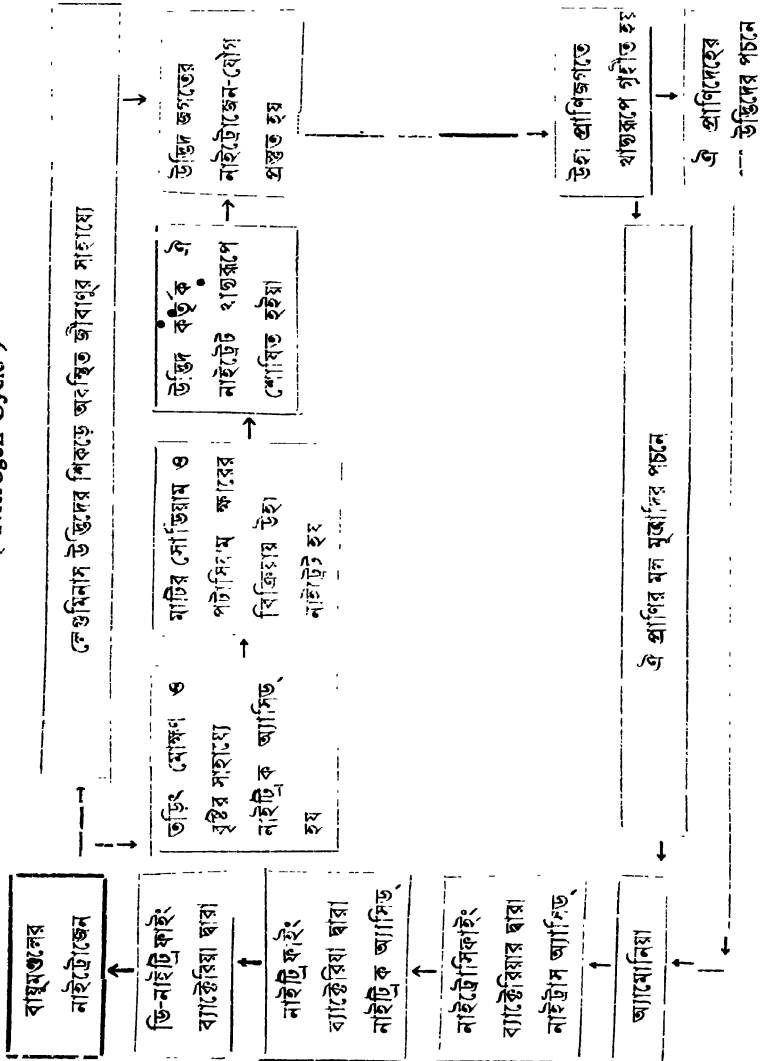 (Nitrogen Cycle)
বায়ুমণ্ডলের
নাইট্রোজেন
লেগুমিনাস উদ্ভিদের শিকড়ে অবস্থিত জীবাণুর সাহায্যে
তড়িৎ মোক্ষণ ও
বৃষ্টির সাহায্যে
নাইট্রিক অ্যাসিড্
হয়
মাটির সোডিয়াম ও
পটাসিয়াম ক্ষারের
বিক্রিয়ায় উহা
নাইট্রেট হয়
উদ্ভিদ কর্তৃক ঐ
নাইট্রেট খাদ্যরূপে
শোষিত হইয়া
উদ্ভিদ জগতের
নাইট্রোজেন-যৌগ
প্রস্তুত হয়
উহা প্রাণিজগতে
খাদ্যরূপে গৃহীত হয়
ঐ প্রাণিদেহের
উদ্ভিদের পচনে
ঐ প্রাণির মল মূত্রাদির পচনে
অ্যামোনিয়া
নাইট্রোসিফাইং
ব্যাক্টেরিয়ার দ্বারা
নাইট্রাস অ্যাসিড্
নাইট্রিফাইং
ব্যাক্টেরিয়া দ্বারা
নাইট্রিক অ্যাসিড্
ডি-নাইট্রিফাইং
ব্যাক্টেরিয়া দ্বারা